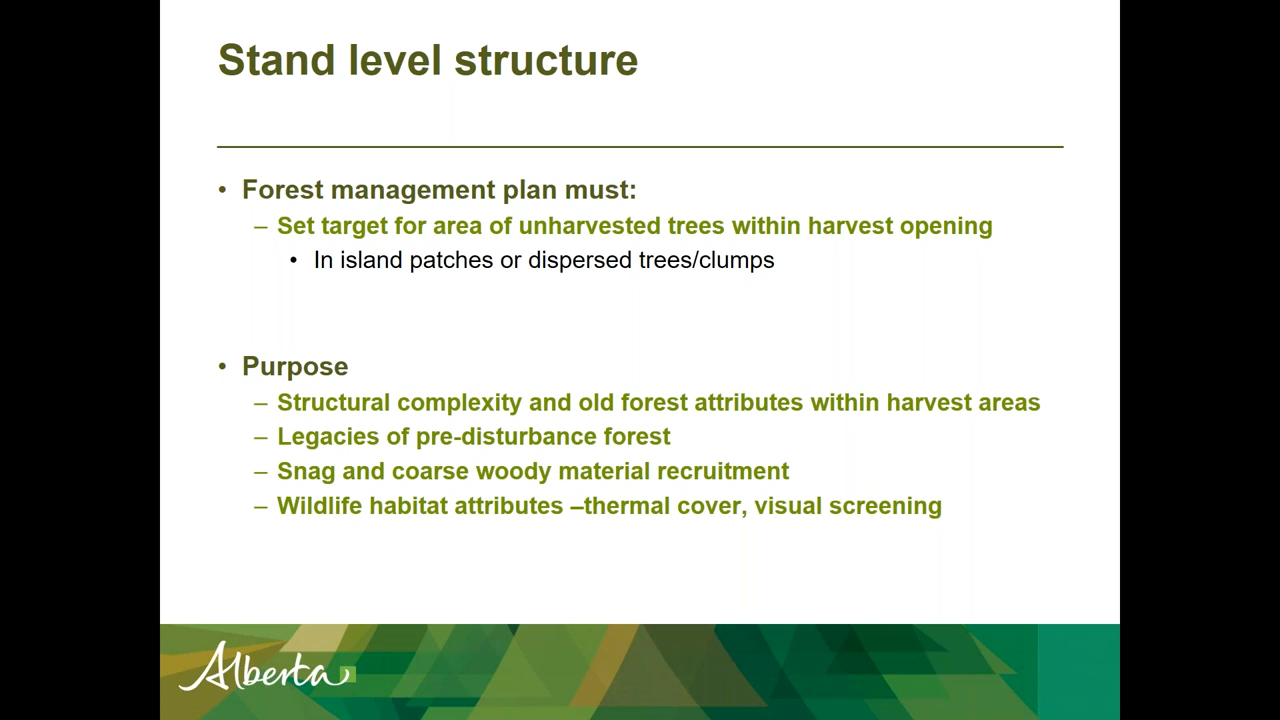 Stand level structure
• Forest management plan must:
– Set target for area of unharvested trees within harvest opening
• In island patches or dispersed trees/clumps
• Purpose
– Structural complexity and old forest attributes within harvest areas
– Legacies of pre-disturbance forest
– Snag and coarse woody material recruitment
– Wildlife habitat attributes –thermal cover, visual screening
Alberta